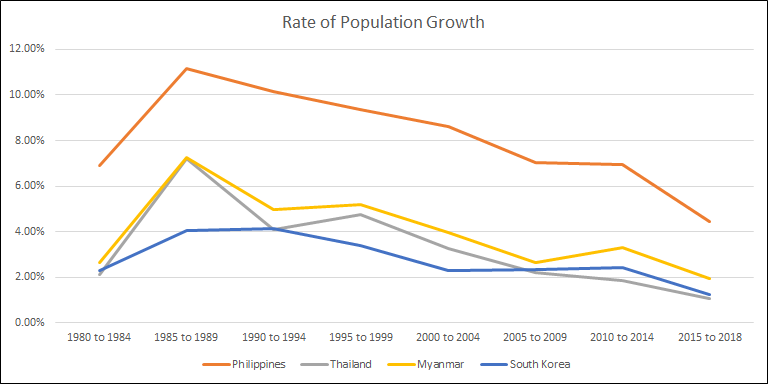 Rate of Population Growth
12.00%
10.00%
8.00%
6.00%
4.00%
2.00%
0.00%
1980 to 1984 1985 to 1989 1990 to 1994 1995 to 1999 2000 to 2004 2005 to 2009 2010 to 2014 2015 to 2018
Philippines Thailand Myanmar South Korea